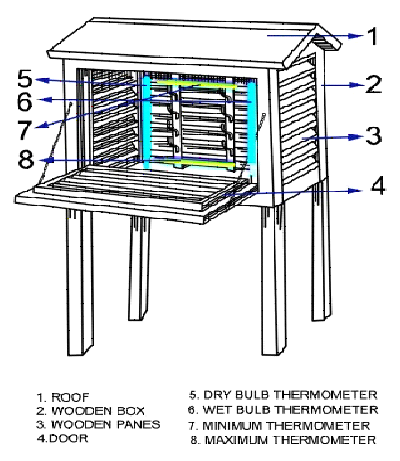 1
2
3
4
5
6
7
8
1. ROOF
2. WOODEN BOX
3. WOODEN PANES
4.DOOR
5. DRY BULB THERMOMETER
6. WET BULB THERMOMETER
7. MINIMUM THERMOMETER
8. MAXIMUM THERMOMETER